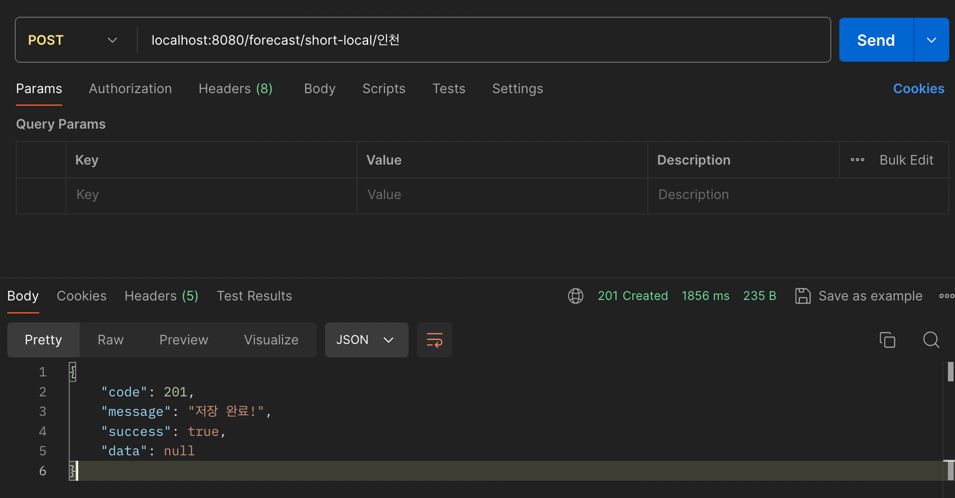 POST localhost:8080/forecast/short-local/인천 Send
Params Authorization Headers (8) Body Scripts Tests Settings Cookies
Query Params
Key Value Description Bulk Edit
Key Value Description
Body Cookies Headers (5) Test Results 201 Created 1856 ms 235 B Save as example
Pretty Raw Preview Visualize JSON
1 {
2 "code": 201,
3 "message": "저장 완료!",
4 "success": true,
5 "data": null
6 }